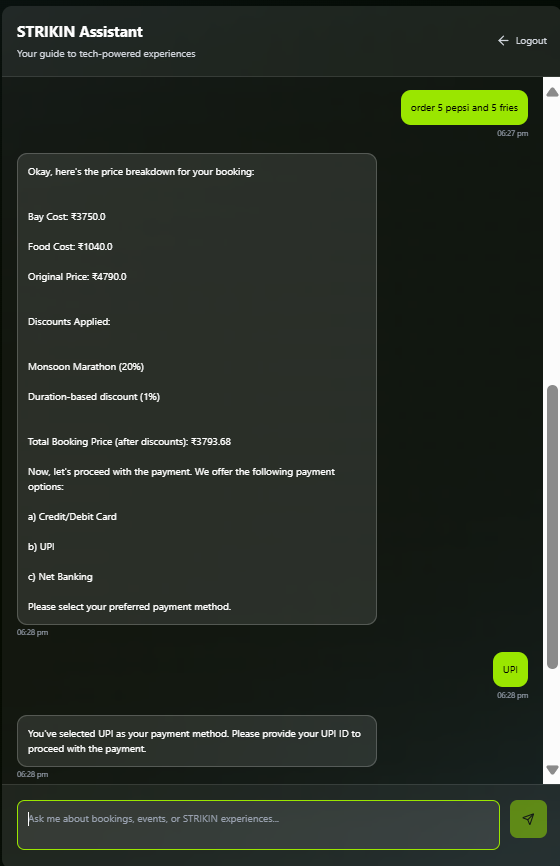 STRIKIN Assistant
Your guide to tech-powered experiences
Logout
order 5 pepsi and 5 fries
06:27 pm
Okay, here's the price breakdown for your booking:
Bay Cost: ₹3750.0
Food Cost: ₹1040.0
Original Price: ₹4790.0
Discounts Applied:
Monsoon Marathon (20%)
Duration-based discount (1%)
Total Booking Price (after discounts): ₹3793.68
Now, let's proceed with the payment. We offer the following payment
options:
a) Credit/Debit Card
b) UPI
c) Net Banking
Please select your preferred payment method.
06:28 pm
UPI
06:28 pm
You've selected UPI as your payment method. Please provide your UPI ID to
proceed with the payment.
06:28 pm
Ask me about bookings, events, or STRIKIN experiences...